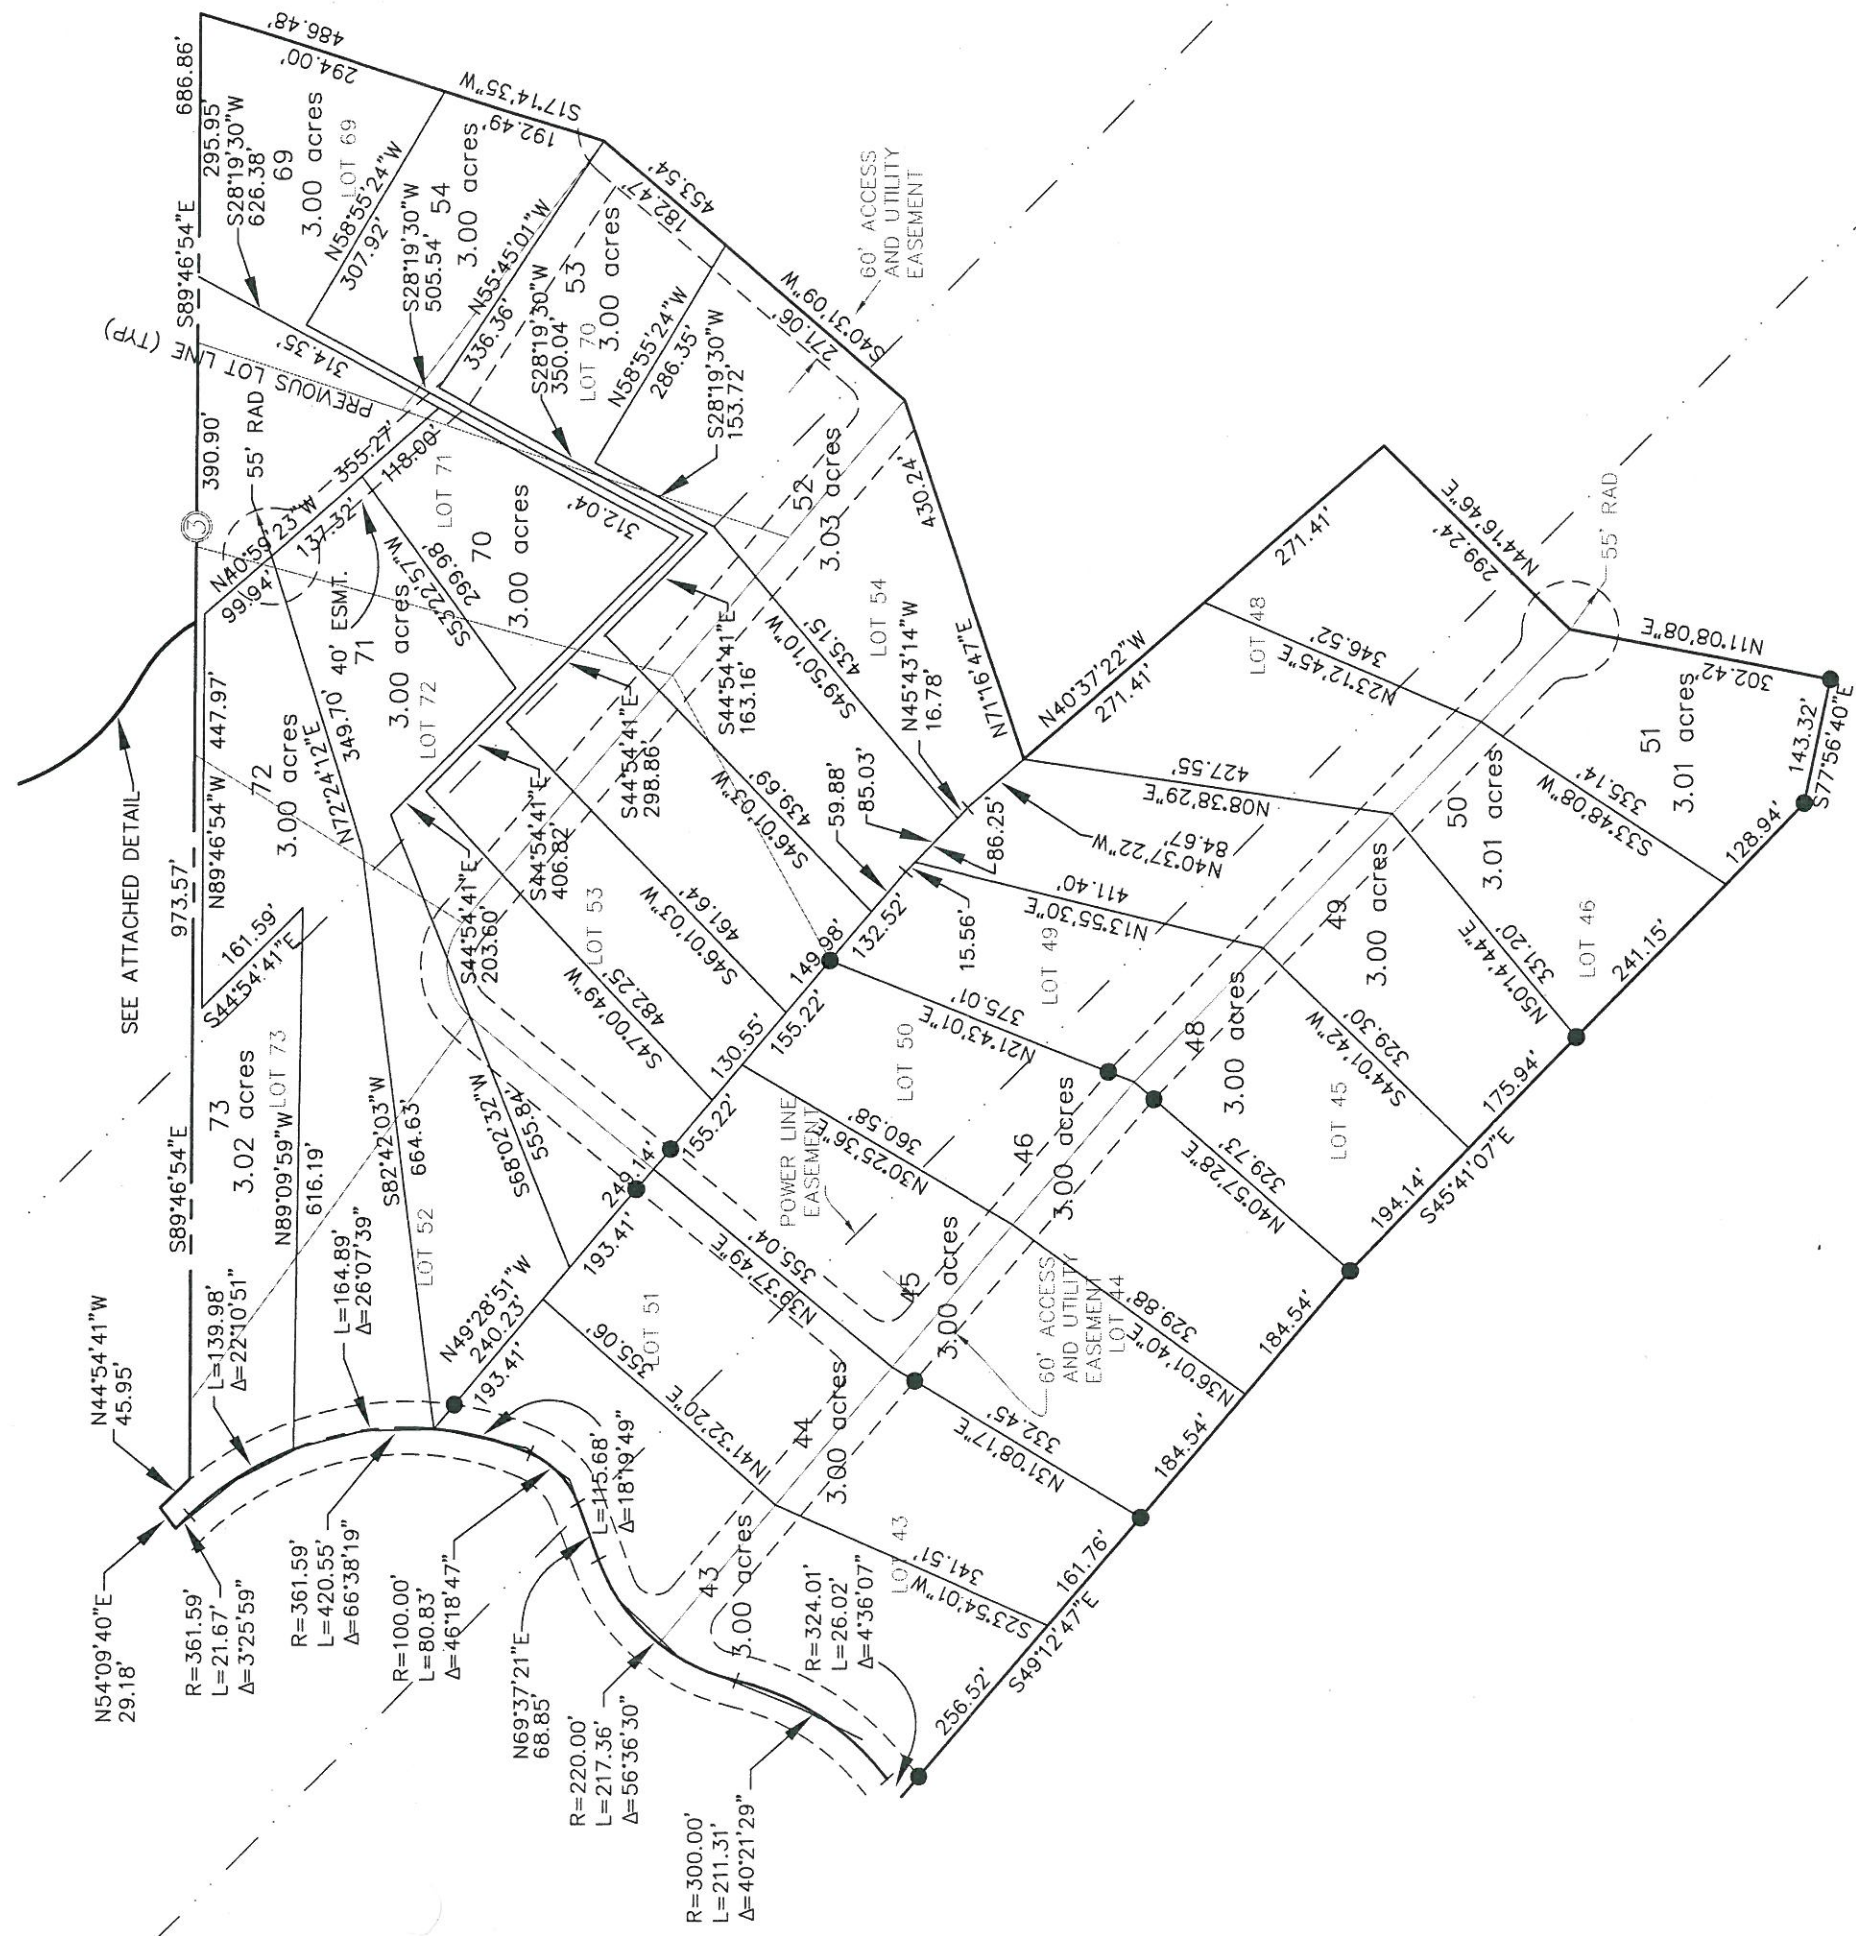 N54°09'40"E
29.18'
N44°54'41"W
45.95'
R=361.59'
L=21.67'
Δ=3°25'59"
R=361.59'
L=420.55'
Δ=66°38'19"
R=100.00'
L=80.83'
Δ=46°18'47"
N69°37'21"E
68.85'
R=220.00'
L=217.36'
Δ=56°36'30"
R=300.00'
L=211.31'
Δ=40°21'29"
R=324.01'
L=26.02'
Δ=4°36'07"
L=139.98'
Δ=22°10'51"
L=164.89'
Δ=26°07'39"
L=115.68'
Δ=18°19'49"
SEE ATTACHED DETAIL
S89°46'54"E
973.57'
3
390.90'
S89°46'54"E
686.86'
295.95'
PREVIOUS LOT LINE (TYP)
55' RAD
N89°46'54"W 447.97'
S44°54'41"E
161.59'
73
3.02 acres
LOT 73
N89°09'59"W
616.19'
72
3.00 acres
N72°24'12"E
349.70'
S82°42'03"W
664.63'
LOT 52
40' ESMT.
71
3.00 acres
LOT 72
N40°59'23"W
355.27'
99.94'
137.32'
118.00'
S53°22'57"W
299.98'
LOT 71
70
3.00 acres
314.35'
312.04'
S28°19'30"W
626.38'
69
3.00 acres
LOT 69
486.48'
294.00'
N58°55'24"W
307.92'
S28°19'30"W
505.54'
54
3.00 acres
192.49'
S17°14'35"W
N55°45'01"W
336.36'
S28°19'30"W
350.04'
LOT 70
53
3.00 acres
N58°55'24"W
286.35'
S28°19'30"W
153.72'
453.54'
182.47'
271.06'
S40°31'09"W
60' ACCESS
AND UTILITY
EASEMENT
52
3.03 acres
430.24'
N71°16'47"E
S49°50'10"W
435.15'
LOT 54
N45°43'14"W
16.78'
S44°54'41"E
163.16'
S44°54'41"E
298.86'
S44°54'41"E
406.82'
S44°54'41"E
203.60'
S46°01'03"W
439.69'
S46°01'03"W
461.64'
LOT 53
S47°00'49"W
482.25'
S68°02'32"W
555.84'
N49°28'51"W
240.23'
193.41'
193.41'
249.14'
155.22'
130.55'
155.22'
149.98'
132.52'
59.88'
85.03'
15.56'
86.25'
N40°37'22"W
84.67'
N40°37'22"W
271.41'
271.41'
LOT 48
N44°16'46"E
299.24'
55' RAD
N11°08'08"E
302.42'
S77°56'40"E
143.32'
51
3.01 acres
N23°12'45"E
346.52'
S33°48'08"W
335.14'
128.94'
50
3.01 acres
N08°38'29"E
427.55'
N50°14'44"E
331.20'
LOT 46
241.15'
49
3.00 acres
N13°55'30"E
411.40'
LOT 49
S44°01'42"W
329.30'
175.94'
S45°41'07"E
194.14'
48
3.00 acres
N21°43'01"E
375.01'
N40°57'28"E
329.73'
LOT 45
46
3.00 acres
LOT 50
N30°25'36"E
360.58'
N36°01'40"E
329.88'
184.54'
184.54'
POWER LINE
EASEMENT
45
3.00 acres
60' ACCESS
AND UTILITY
EASEMENT
LOT 44
N39°37'49"E
355.04'
N31°08'17"E
332.45'
LOT 51
44
3.00 acres
N41°32'20"E
355.06'
S23°54'01"W
341.51'
LOT 43
161.76'
43
3.00 acres
S49°12'47"E
256.52'